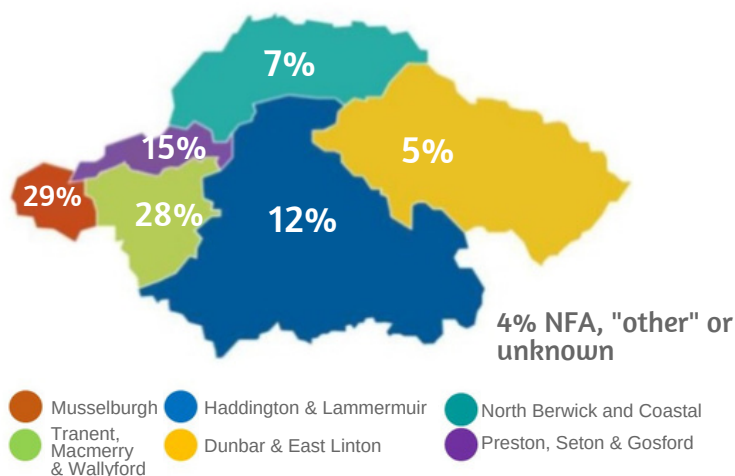 7%
15%
5%
29%
28%
12%
4% NFA, "other" or
unknown
Musselburgh
Haddington & Lammermuir
North Berwick and Coastal
Tranent,
Macmerry
& Wallyford
Dunbar & East Linton
Preston, Seton & Gosford